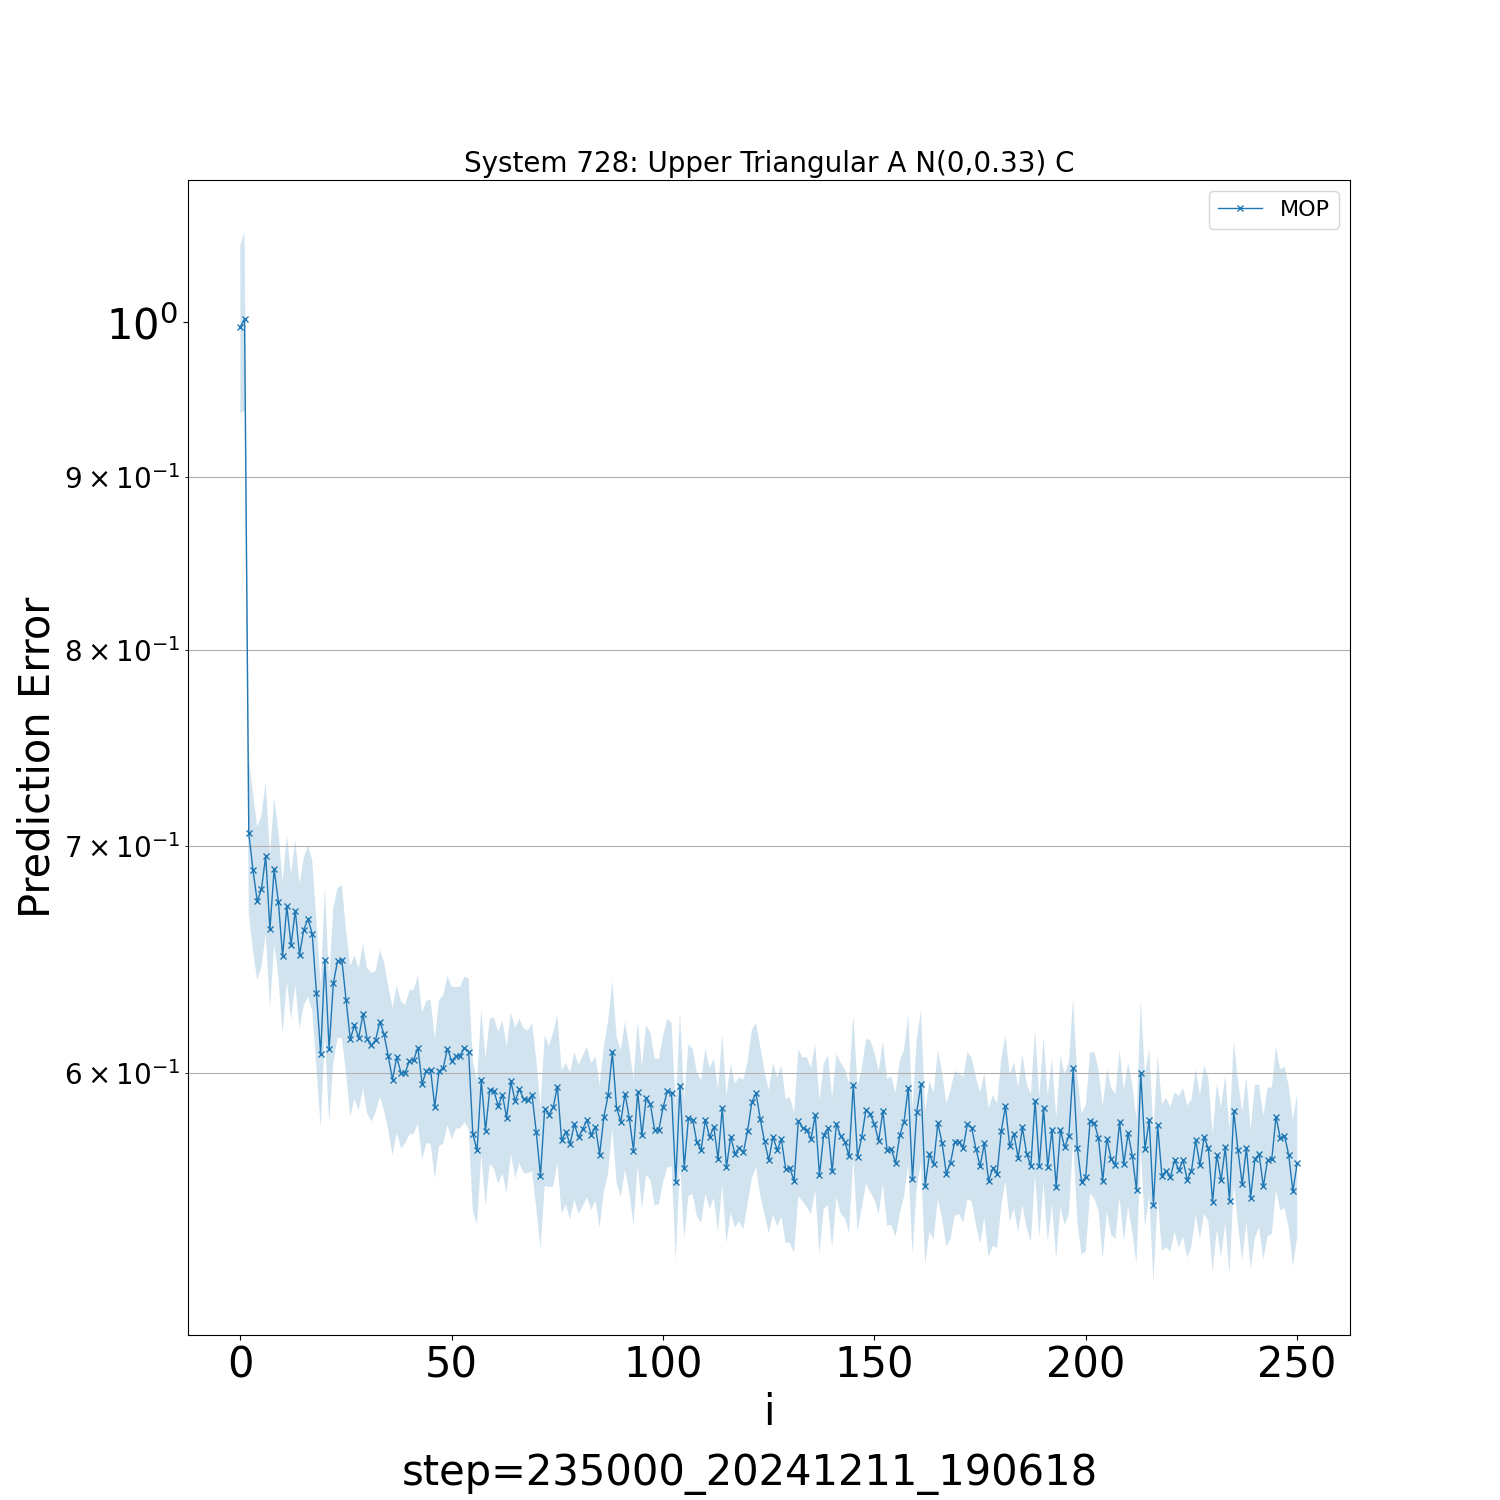 System 728: Upper Triangular A N(0,0.33) C
MOP
10⁰
9 × 10⁻¹
8 × 10⁻¹
7 × 10⁻¹
6 × 10⁻¹
Prediction Error
0 50 100 150 200 250
i
step=235000_20241211_190618